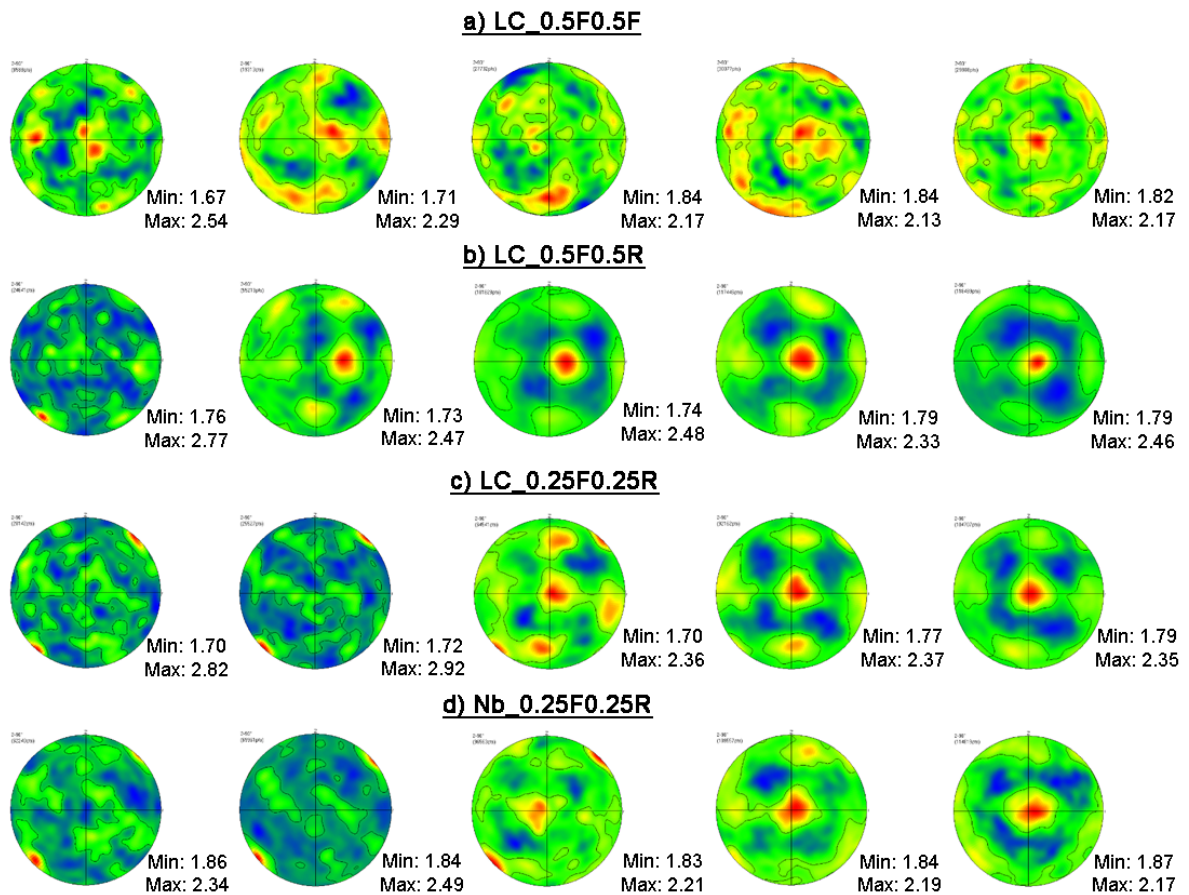 a) LC_0.5F0.5F
Min: 1.67
Max: 2.54
Min: 1.71
Max: 2.29
Min: 1.84
Max: 2.17
Min: 1.84
Max: 2.13
Min: 1.82
Max: 2.17
b) LC_0.5F0.5R
Min: 1.76
Max: 2.77
Min: 1.73
Max: 2.47
Min: 1.74
Max: 2.48
Min: 1.79
Max: 2.33
Min: 1.79
Max: 2.46
c) LC_0.25F0.25R
Min: 1.70
Max: 2.82
Min: 1.72
Max: 2.92
Min: 1.70
Max: 2.36
Min: 1.77
Max: 2.37
Min: 1.79
Max: 2.35
d) Nb_0.25F0.25R
Min: 1.86
Max: 2.34
Min: 1.84
Max: 2.49
Min: 1.83
Max: 2.21
Min: 1.84
Max: 2.19
Min: 1.87
Max: 2.17